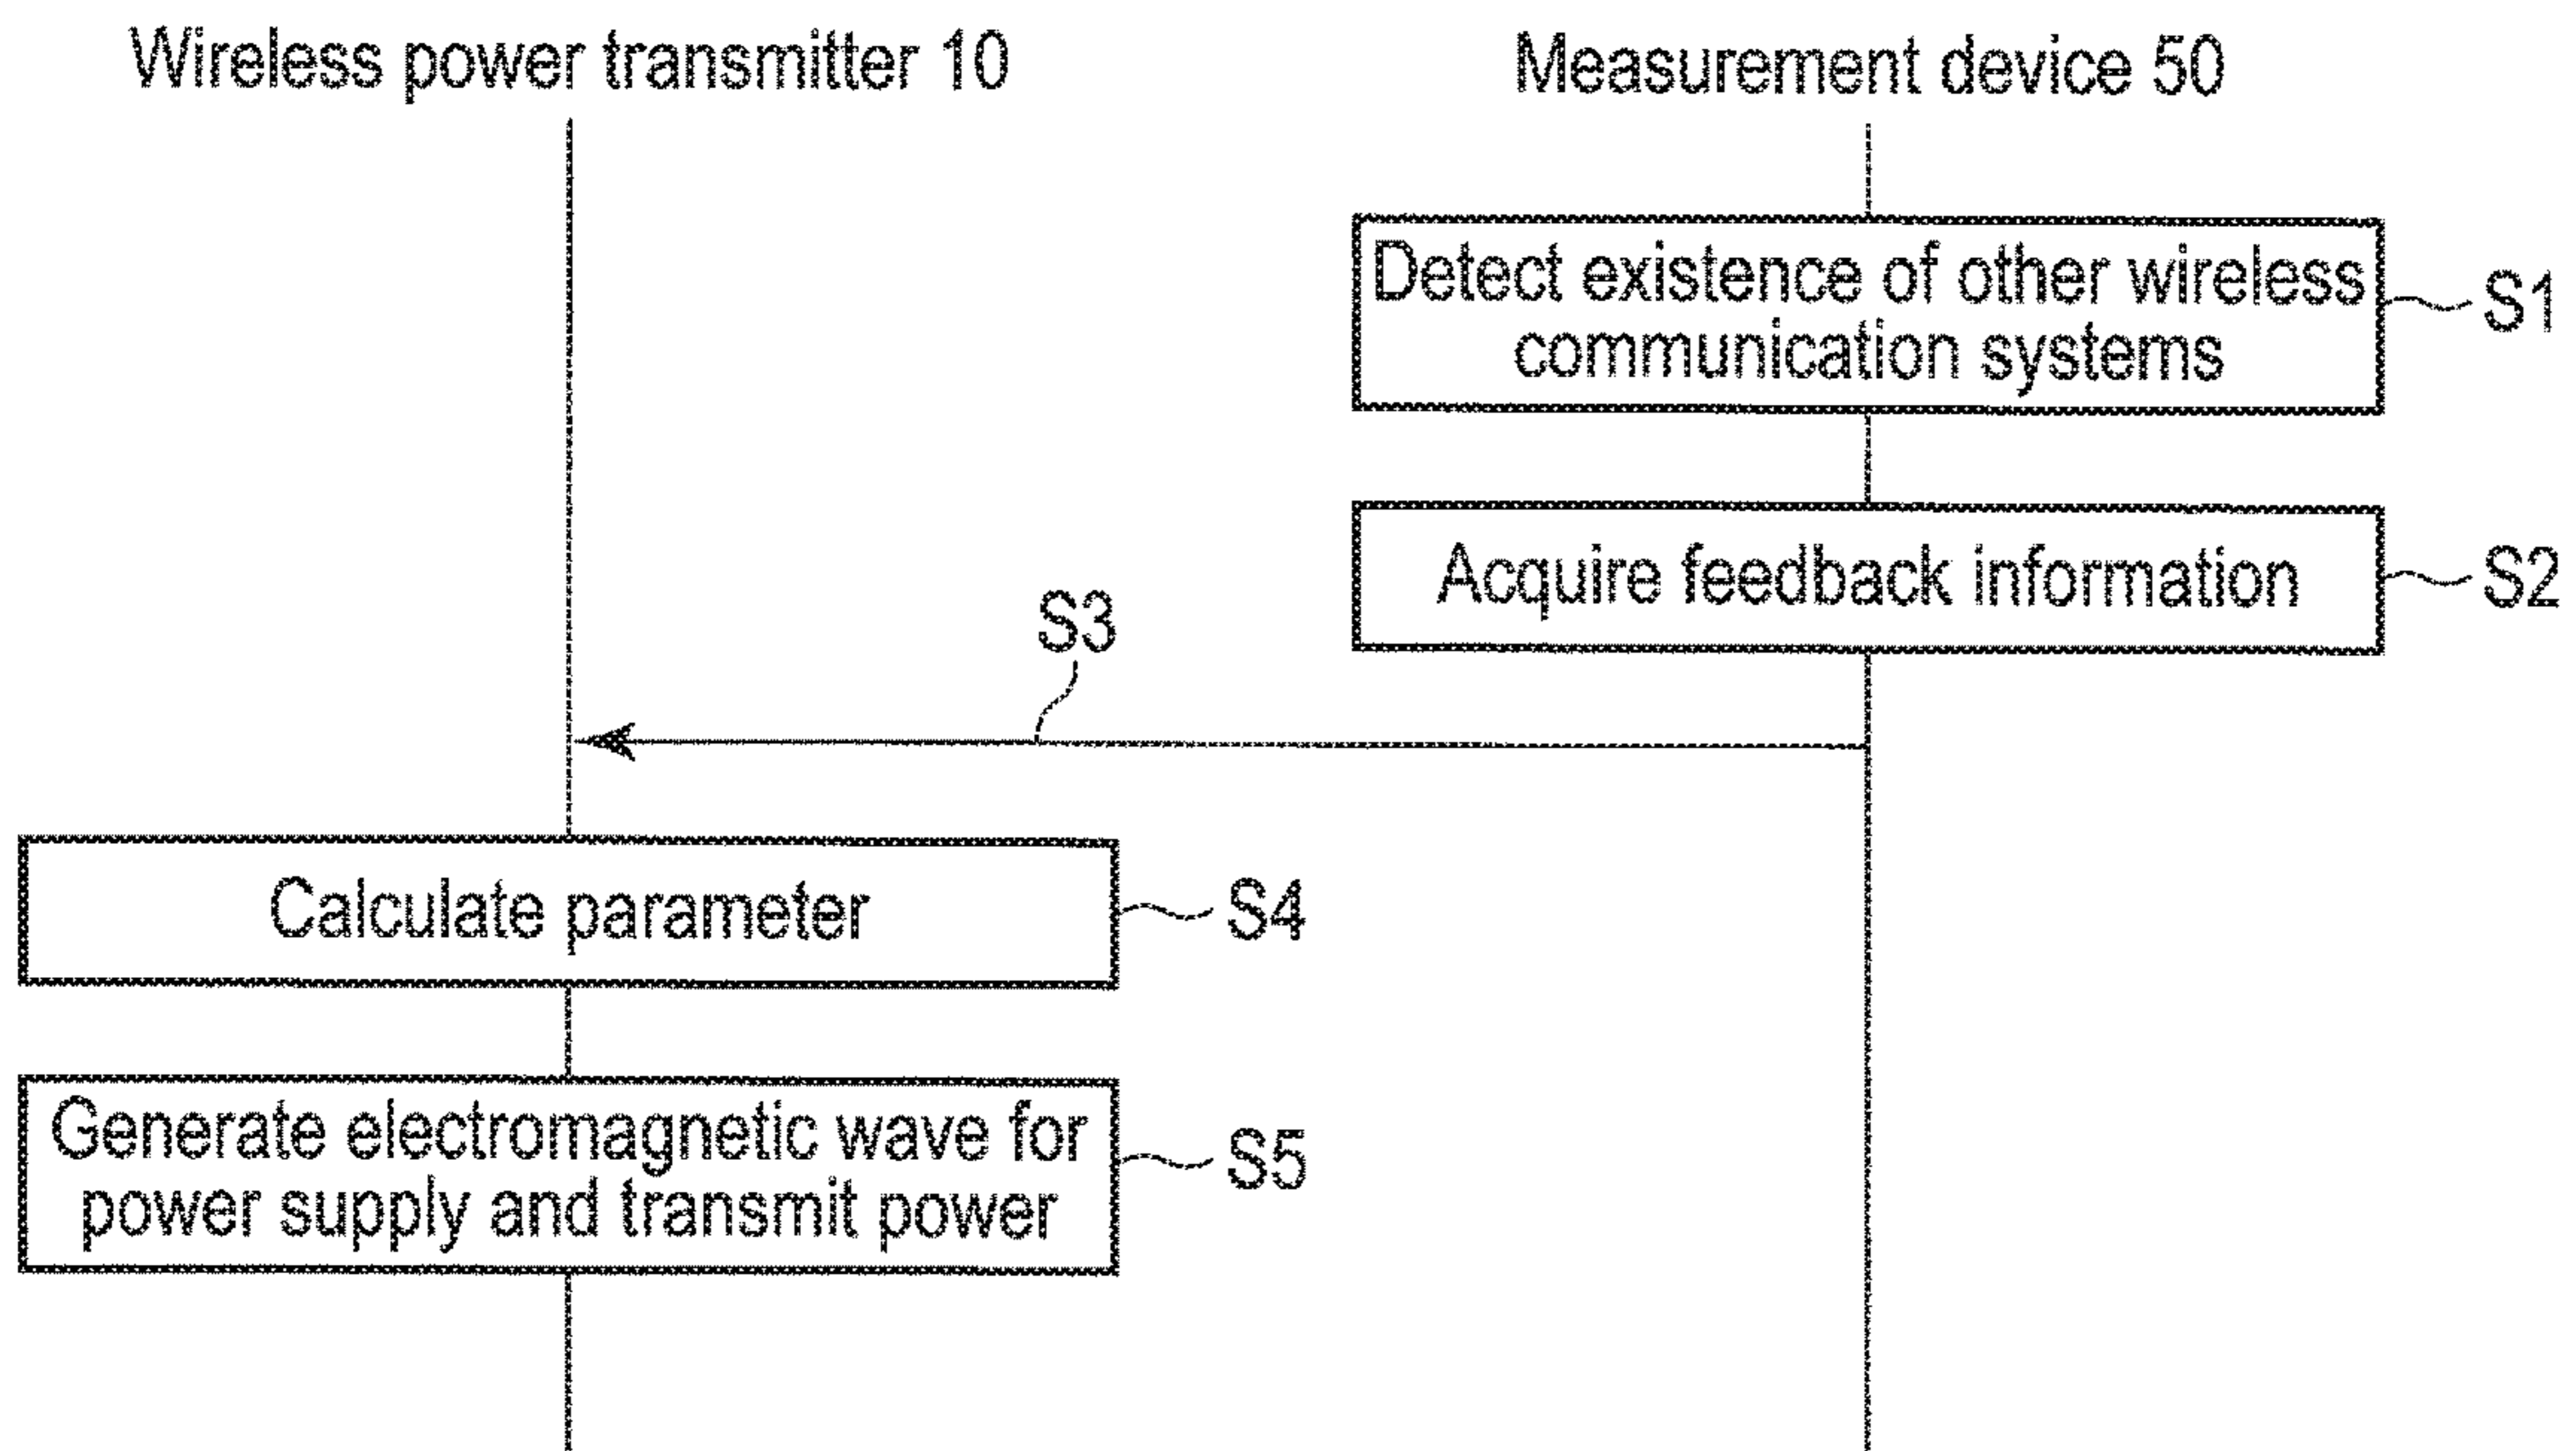 Wireless power transmitter 10
Measurement device 50
Detect existence of other wireless
communication systems
S1
Acquire feedback information
S2
S3
Calculate parameter
S4
Generate electromagnetic wave for
power supply and transmit power
S5